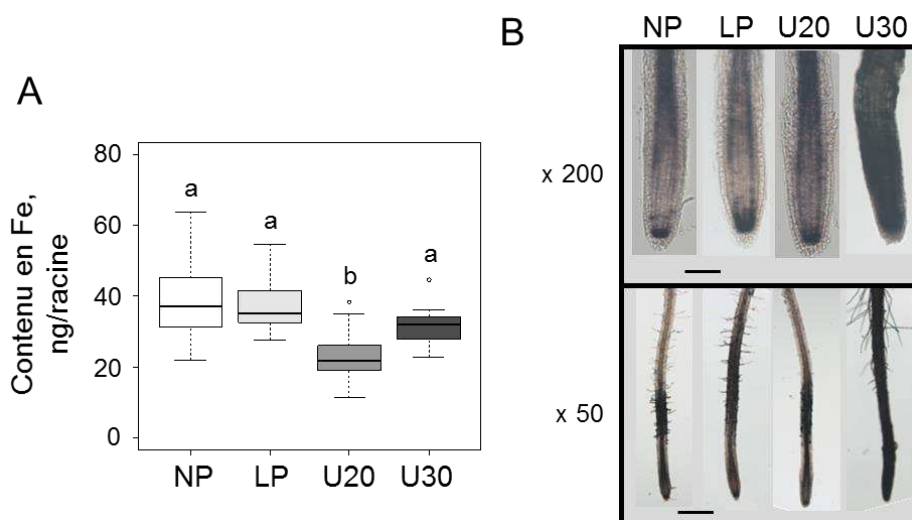 A
Contenu en Fe,
ng/racine
80
60
40
20
0
a
a
b
a
NP LP U20 U30
B
NP LP U20 U30
x 200
x 50